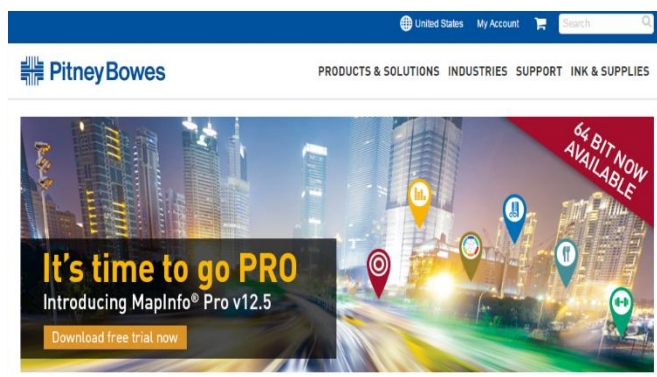 United States My Account Search
Pitney Bowes
PRODUCTS & SOLUTIONS INDUSTRIES SUPPORT INK & SUPPLIES
64 BIT NOW
AVAILABLE
It's time to go PRO
Introducing MapInfo® Pro v12.5
Download free trial now